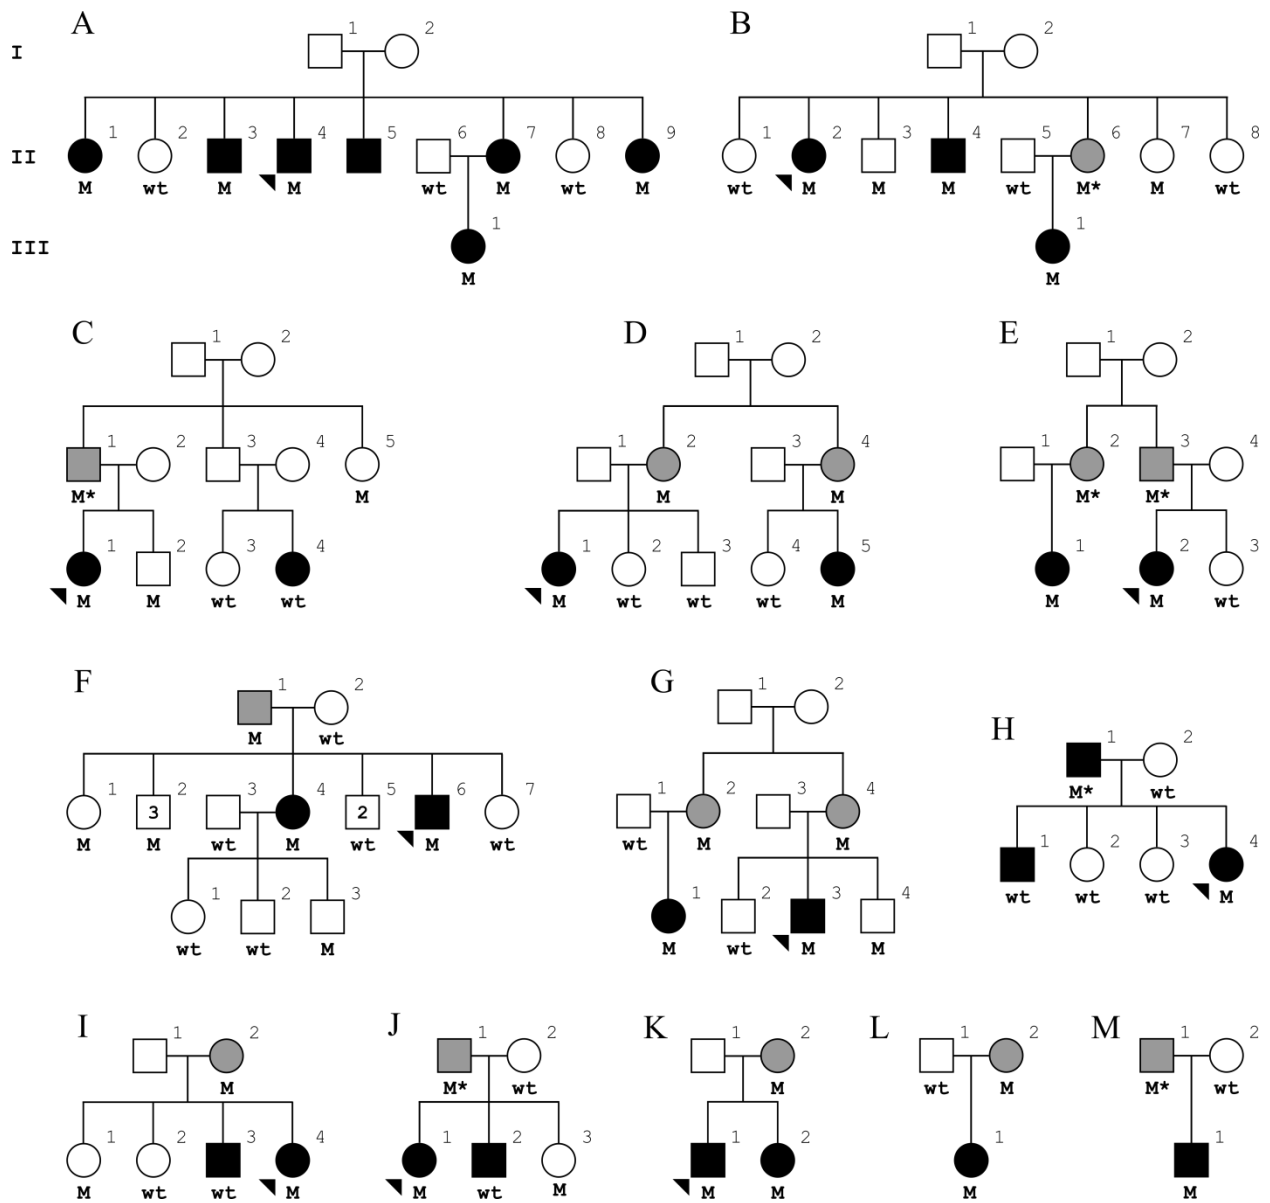 A 1 2 B 1 2
I
1 2 3 4 5 6 7 8 9 1 2 3 4 5 6 7 8
II
M wt M M wt M wt M wt M M wt M* M wt
1 1
III
M M
C 1 2 D 1 2 E 1 2
1 2 3 4 5 1 2 3 4 1 2 3 4
M* M M M M* M*
1 2 3 4 1 2 3 4 5 1 2 3
M M wt wt M wt wt wt M M M wt
F 1 2 G 1 2 H 1 2
M wt M* wt
1 2 3 4 5 6 7 1 2 3 4 1 2 3 4
3 2
M M wt M wt M wt wt M M wt wt wt M
1 2 3 1 2 3 4
wt wt M M wt M M
I 1 2 J 1 2 K 1 2 L 1 2 M 1 2
M M* wt M wt M M* wt
1 2 3 4 1 2 3 1 2 1 1
M wt wt M M wt M M M M M